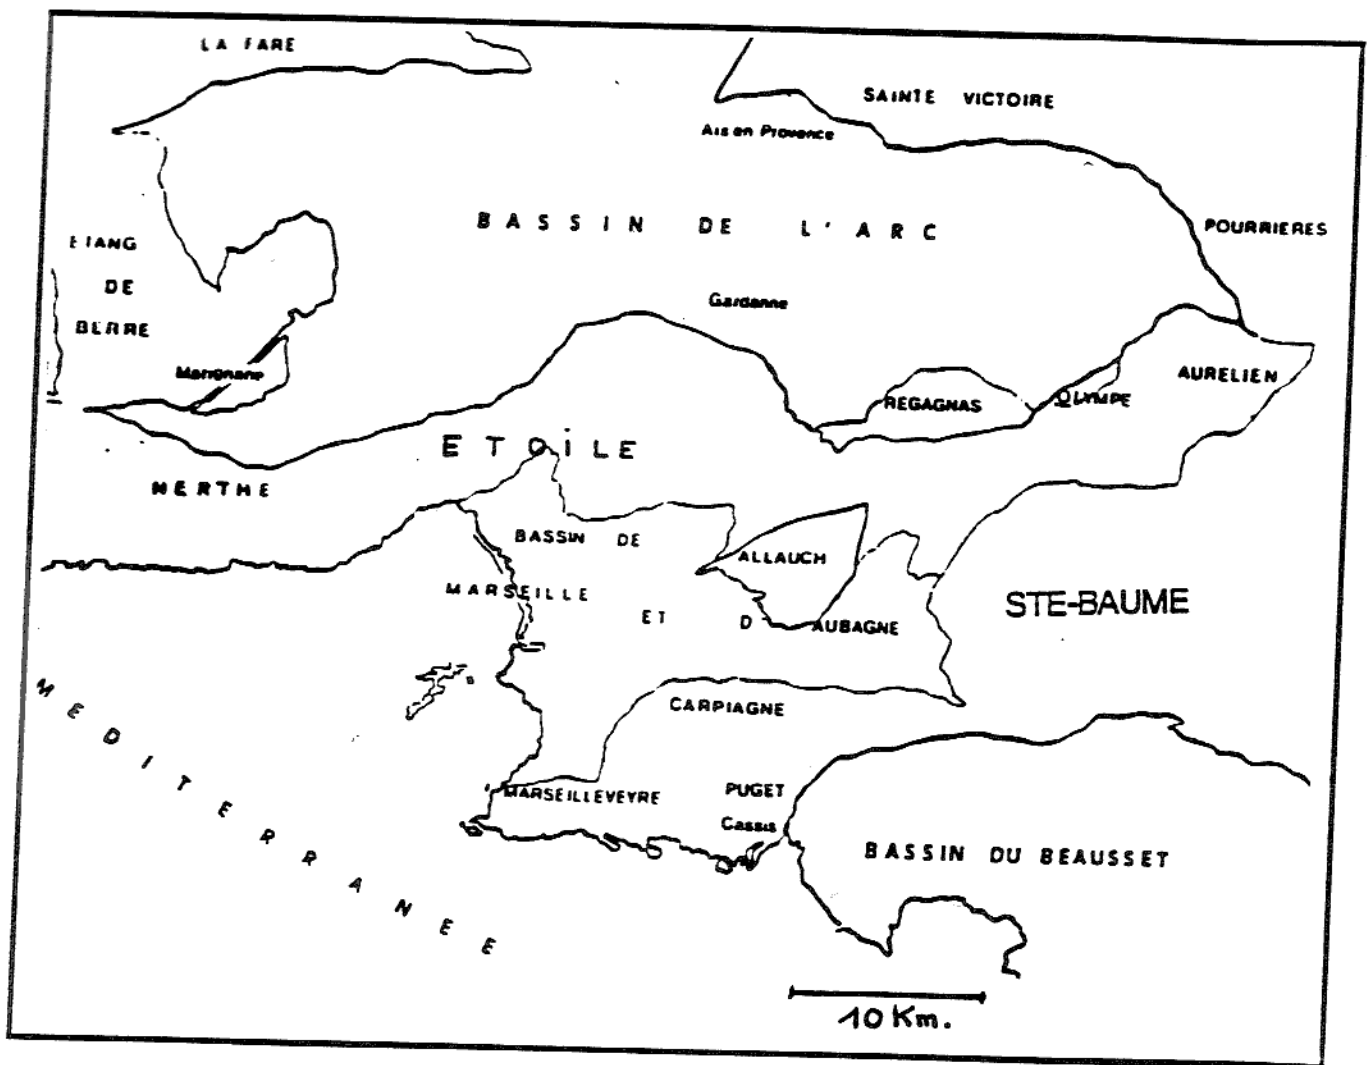 LA FARE
SAINTE VICTOIRE
Aix en Provence
BASSIN DE L'ARC
POURRIERES
ETANG
DE
BERRE
Gardanne
Marignane
REGAGNAS
OLYMPE
AURELIEN
ETOILE
NERTHE
BASSIN DE
MARSEILLE
ET D'
AUBAGNE
ALLAUCH
STE-BAUME
CARPIAGNE
MEDITERRANEE
MARSEILLEVEYRE
PUGET
Cassis
BASSIN DU BEAUSSET
10 Km.